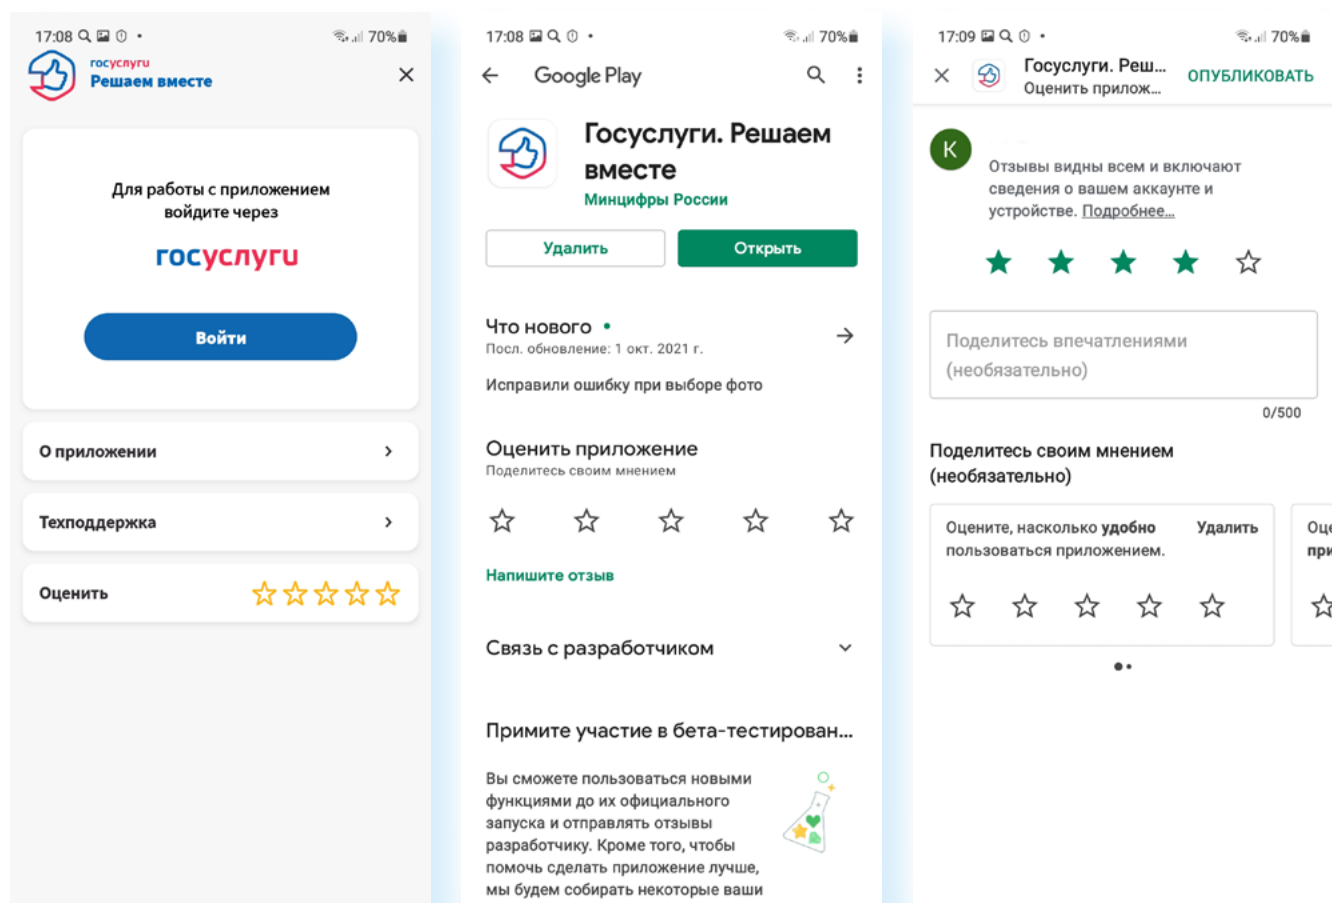 17:08
70%
госуслуги
Решаем вместе
Для работы с приложением
войдите через
госуслуги
Войти
О приложении
Техподдержка
Оценить
17:08
70%
Google Play
Госуслуги. Решаем
вместе
Минцифры России
Удалить
Открыть
Что нового
Посл. обновление: 1 окт. 2021 г.
Исправили ошибку при выборе фото
Оценить приложение
Поделитесь своим мнением
Напишите отзыв
Связь с разработчиком
Примите участие в бета-тестирован...
Вы сможете пользоваться новыми
функциями до их официального
запуска и отправлять отзывы
разработчику. Кроме того, чтобы
помочь сделать приложение лучше,
мы будем собирать некоторые ваши
17:09
70%
Госуслуги. Реш...
Оценить прилож...
ОПУБЛИКОВАТЬ
К
Отзывы видны всем и включают
сведения о вашем аккаунте и
устройстве. Подробнее...
Поделитесь впечатлениями
(необязательно)
0/500
Поделитесь своим мнением
(необязательно)
Оцените, насколько удобно
пользоваться приложением.
Удалить
Оце
при